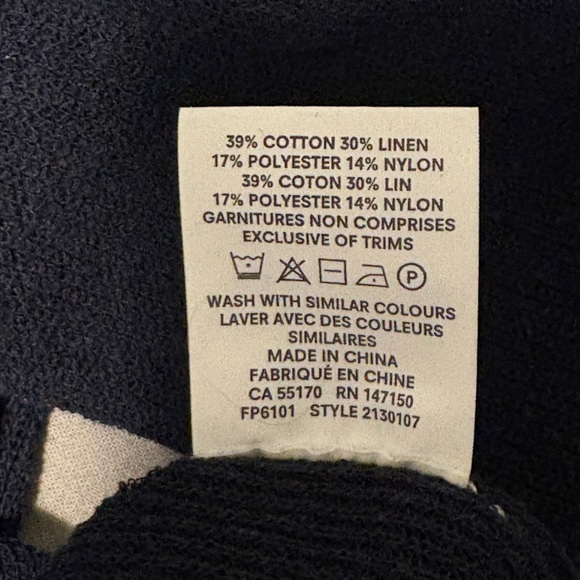 39% COTTON 30% LINEN
17% POLYESTER 14% NYLON
39% COTON 30% LIN
17% POLYESTER 14% NYLON
GARNITURES NON COMPRISES
EXCLUSIVE OF TRIMS
P
WASH WITH SIMILAR COLOURS
LAVER AVEC DES COULEURS
SIMILAIRES
MADE IN CHINA
FABRIQUÉ EN CHINE
CA 55170 RN 147150
FP6101 STYLE 2130107